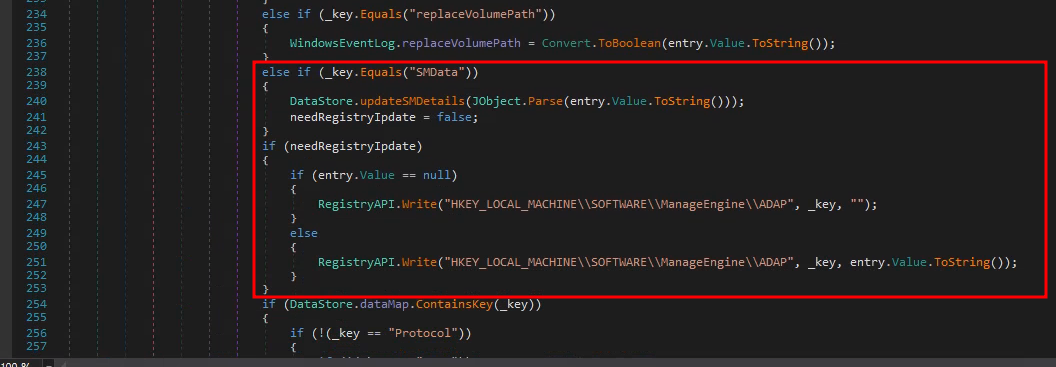 234 else if (_key.Equals("replaceVolumePath"))
235 {
236 WindowsEventLog.replaceVolumePath = Convert.ToBoolean(entry.Value.ToString());
237 }
238 else if (_key.Equals("SMData"))
239 {
240 DataStore.updateSMDetails(JObject.Parse(entry.Value.ToString()));
241 needRegistryIpdate = false;
242 }
243 if (needRegistryIpdate)
244 {
245 if (entry.Value == null)
246 {
247 RegistryAPI.Write("HKEY_LOCAL_MACHINE\\SOFTWARE\\ManageEngine\\ADAP", _key, "");
248 }
249 else
250 {
251 RegistryAPI.Write("HKEY_LOCAL_MACHINE\\SOFTWARE\\ManageEngine\\ADAP", _key, entry.Value.ToString());
252 }
253 }
254 if (DataStore.dataMap.ContainsKey(_key))
255 {
256 if (!(_key == "Protocol"))
257 {
100 %